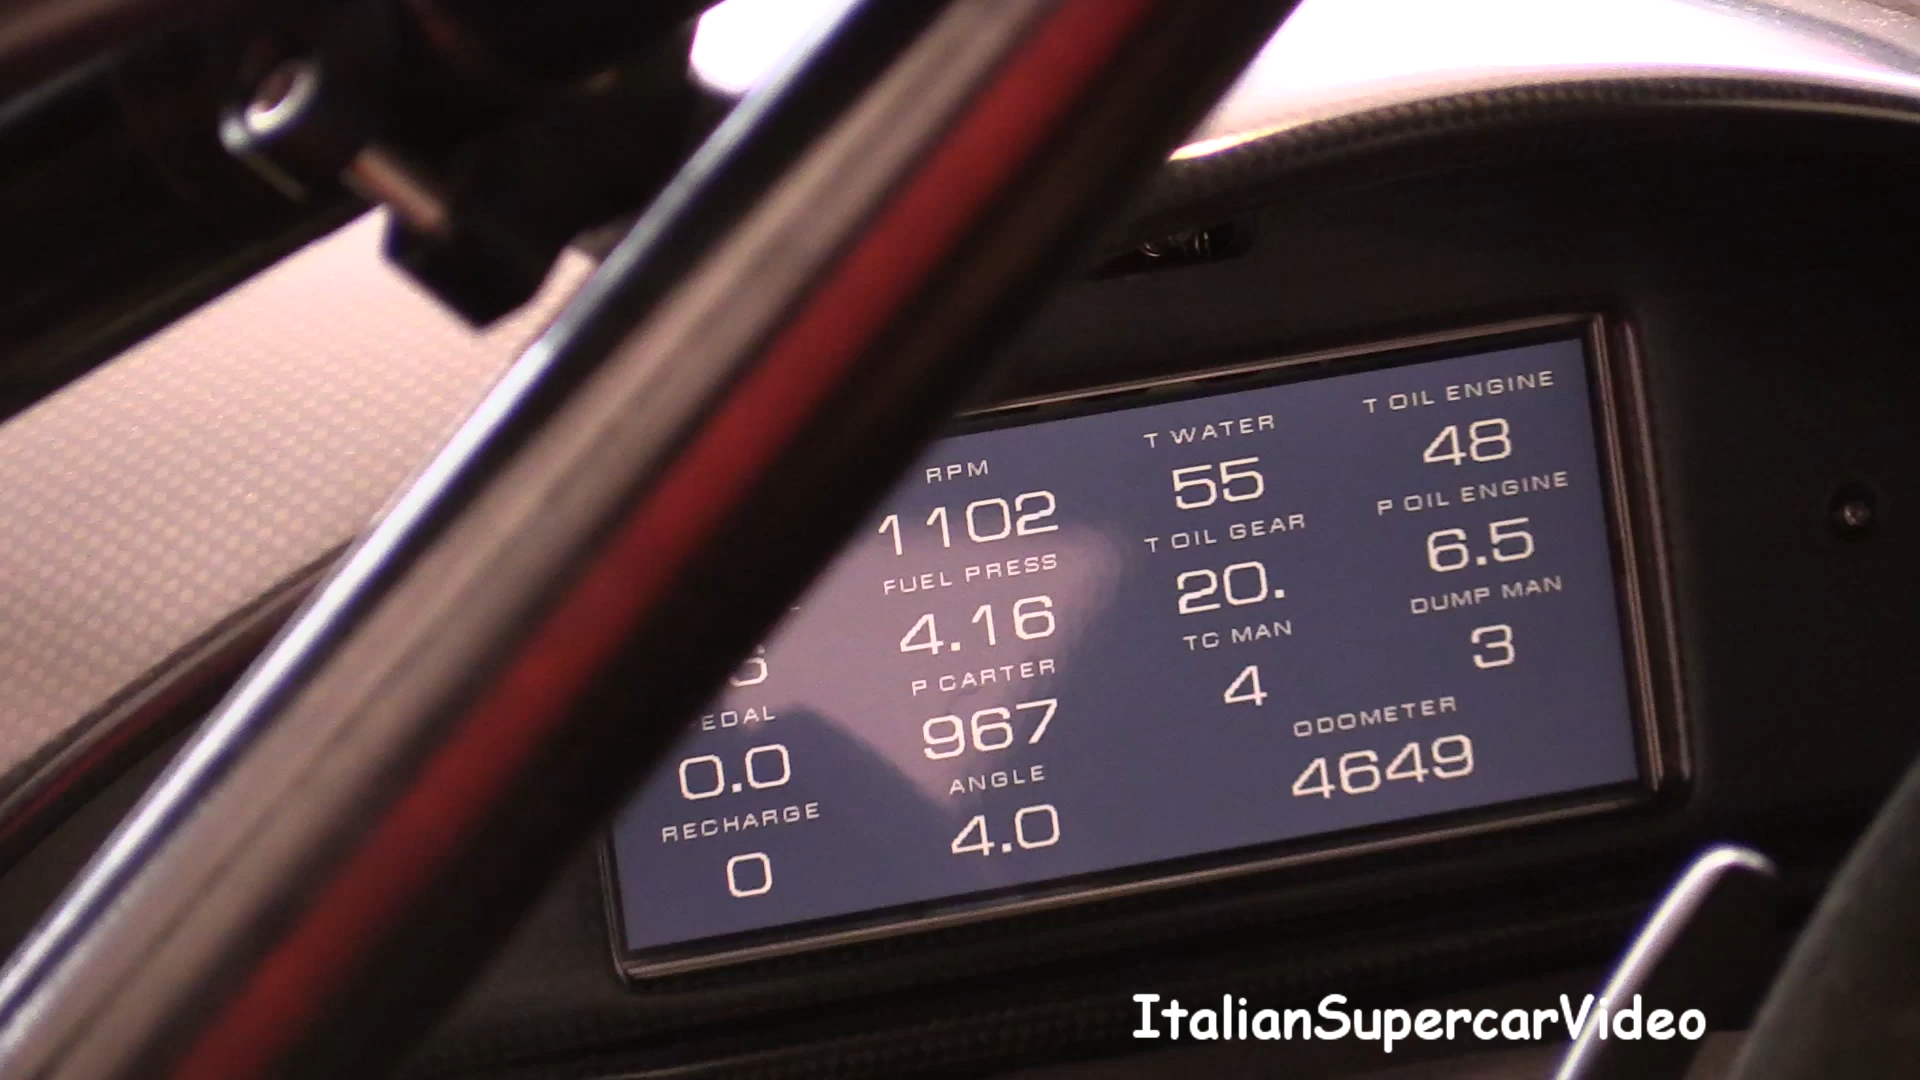 RPM
1102
FUEL PRESS
4.16
P CARTER
967
ANGLE
4.0
EDAL
0.0
RECHARGE
0
T WATER
55
T OIL GEAR
20.
TC MAN
4
T OIL ENGINE
48
P OIL ENGINE
6.5
DUMP MAN
3
ODOMETER
4649
ItalianSupercarVideo